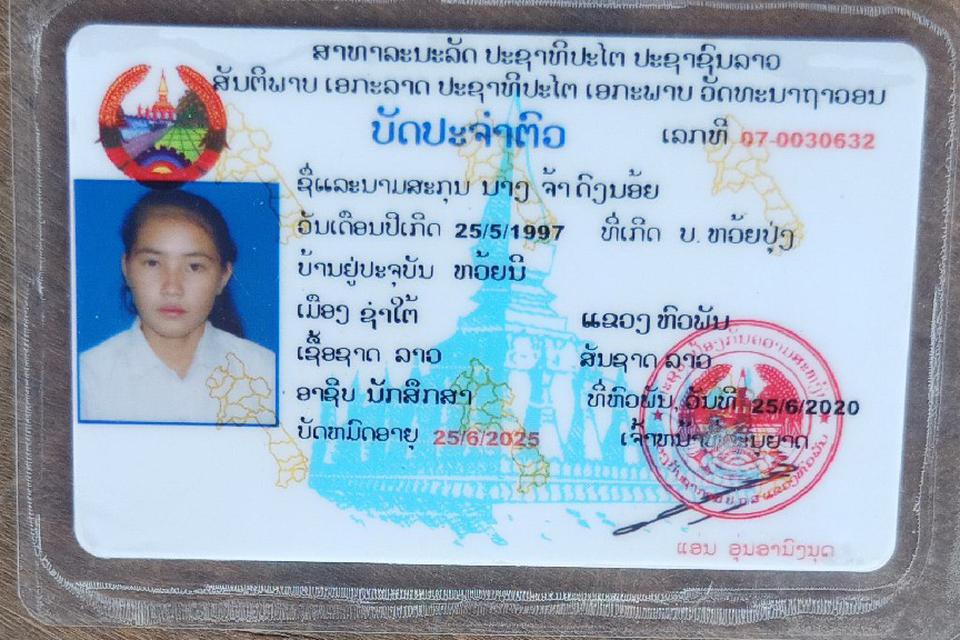 ສາທາລະນະລັດ ປະຊາທິປະໄຕ ປະຊາຊົນລາວ
ສັນຕິພາບ ເອກະລາດ ປະຊາທິປະໄຕ ເອກະພາບ ວັດທະນາຖາວອນ
ບັດປະຈຳຕົວ ເລກທີ 07-0030632
ຊື່ແລະນາມສະກຸນ ນາງ ຈ້າ ດົງນອ້ຍ
ວັນເດືອນປີເກີດ 25/5/1997 ທີ່ເກີດ ບ. ຫວ້ຍປຸ່ງ
ບ້ານຢູ່ປະຈຸບັນ ຫວ້ຍນີ
ເມືອງ ຊຳໃຕ້ ແຂວງ ຫົວພັນ
ເຊື້ອຊາດ ລາວ ສັນຊາດ ລາວ
ອາຊີບ ນັກສຶກສາ ທີ່ຫົວພັນ, ວັນທີ 25/6/2020
ບັດຫມົດອາຍຸ 25/6/2025 ເຈົ້າຫນ້າທີ່ ອະນຸຍາດ
ແອ່ນ ອຸ່ນອານົງນຸດ